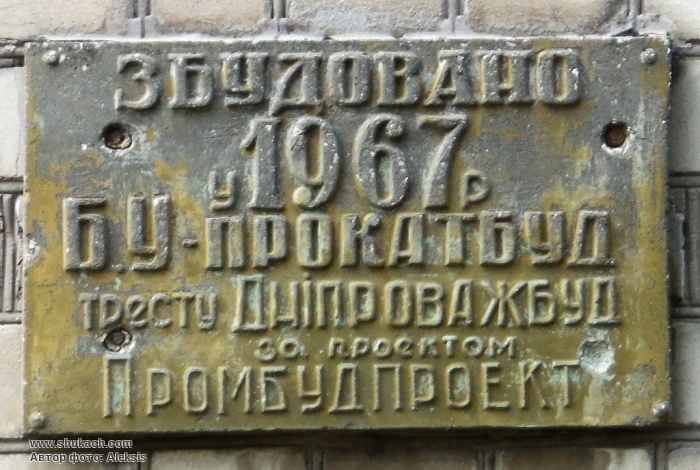 ЗБУДОВАНО
у 1967 р
Б.У-ПРОКАТБУД
тресту ДНІПРОВАЖБУД
за проектом
ПРОМБУДПРОЕКТ
www.shukach.com
Автор фото: Aleksis